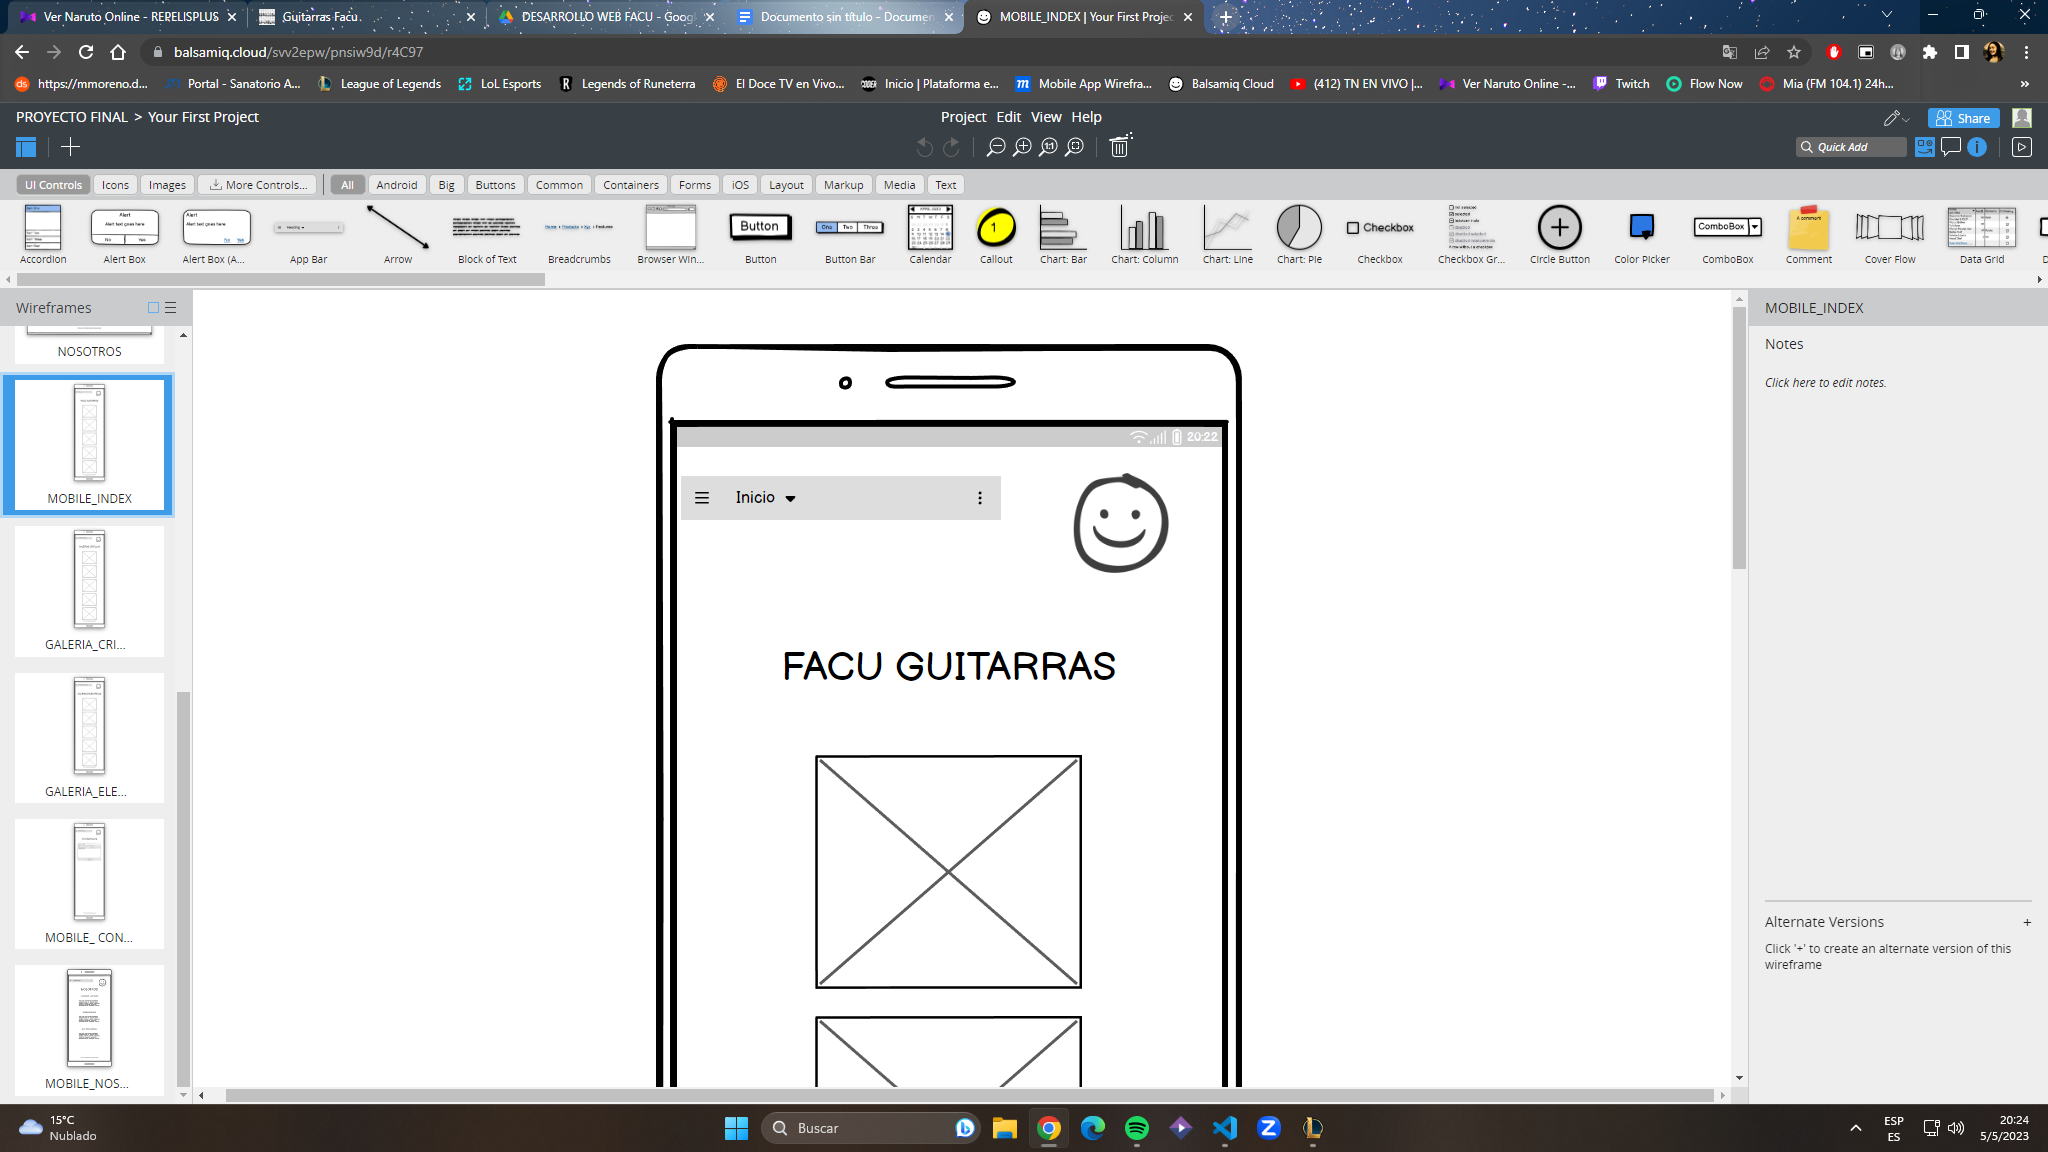 Ver Naruto Online - REPELISPLUS
Guitarras Facu
DESARROLLO WEB FACU - Goog
Documento sin título - Documen
MOBILE_INDEX | Your First Projec
balsamiq.cloud/svv2epw/pnsiw9d/r4C97
https://mmoreno.d...
Portal - Sanatorio A...
League of Legends
LoL Esports
Legends of Runeterra
El Doce TV en Vivo...
Inicio | Plataforma e...
Mobile App Wirefra...
Balsamiq Cloud
(412) TN EN VIVO |...
Ver Naruto Online -...
Twitch
Flow Now
Mia (FM 104.1) 24h...
»
PROYECTO FINAL > Your First Project
Project Edit View Help
Share
Quick Add
UI Controls
Icons
Images
More Controls...
All
Android
Big
Buttons
Common
Containers
Forms
iOS
Layout
Markup
Media
Text
Accordion
Alert Box
Alert Box (A...
App Bar
Arrow
Block of Text
Breadcrumbs
Browser Win...
Button
Button Bar
Calendar
Callout
Chart: Bar
Chart: Column
Chart: Line
Chart: Pie
Checkbox
Checkbox Gr...
Circle Button
Color Picker
ComboBox
Comment
Cover Flow
Data Grid
Wireframes
NOSOTROS
MOBILE_INDEX
GALERIA_CRI...
GALERIA_ELE...
MOBILE_ CON...
MOBILE_NOS...
20:22
Inicio
FACU GUITARRAS
MOBILE_INDEX
Notes
Click here to edit notes.
Alternate Versions +
Click '+' to create an alternate version of this
wireframe
15°C
Nublado
Buscar
ESP
ES
20:24
5/5/2023